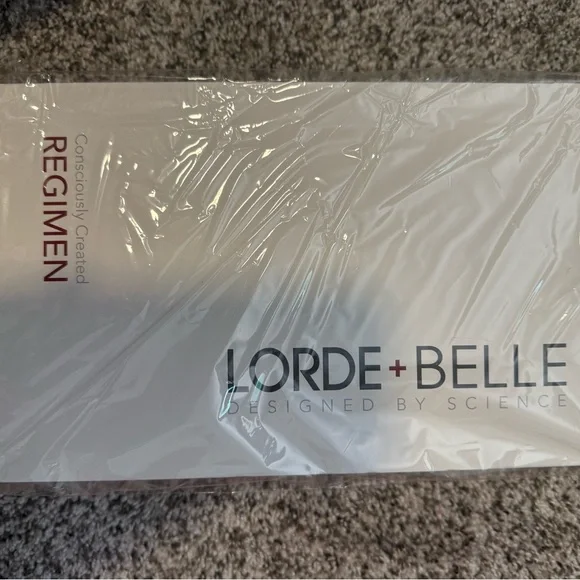 Consciously Created
REGIMEN
LORDE+BELLE
DESIGNED BY SCIENCE